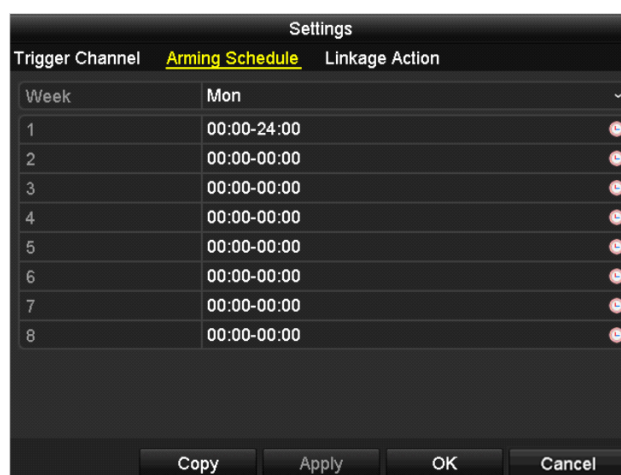 Settings
Trigger Channel Arming Schedule Linkage Action
Week Mon
1 00:00-24:00
2 00:00-00:00
3 00:00-00:00
4 00:00-00:00
5 00:00-00:00
6 00:00-00:00
7 00:00-00:00
8 00:00-00:00
Copy Apply OK Cancel